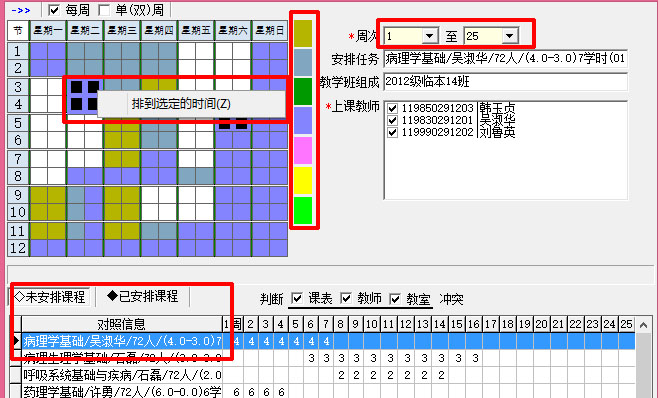 ->> 每周 单(双)周
节 星期一 星期二 星期三 星期四 星期五 星期六 星期日
1
2
3
4
5
6
7
8
9
10
11
12
排到选定的时间(Z)
*周次 1 至 25
安排任务 病理学基础/吴淑华/72人/(4.0-3.0)7学时(01
教学班组成 2012级临本14班
*上课教师
119850291203 韩玉贞
119830291201 吴淑华
119990291202 刘鲁英
◇未安排课程 ◆已安排课程 判断 课表 教师 教室 冲突
对照信息 1周 2 3 4 5 6 7 8 9 10 11 12 13 14 15 16 17 18 19 20 21 22 23 24 25
病理学基础/吴淑华/72人/(4.0-3.0)7 4 4 4 4 4 4 4
病理生理学基础/石磊/72人/(3.0-3.0 3 3 3 3 3 3 3 3 3 3 3
呼吸系统基础与疾病/石磊/72人/(2.0 2 2 2 2 2 2 2
药理学基础/许勇/72人/(6.0-0.0)6学 6 6 6 6